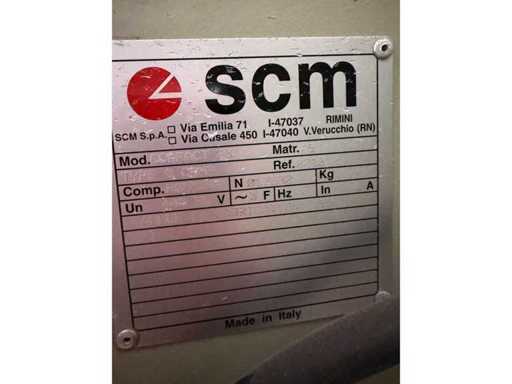 scm
SCM S.p.A. Via Emilia 71 I-47037 RIMINI
Via Casale 450 I-47040 V.Verucchio (RN)
Mod. Matr.
Ref.
Comp. N Kg
Un V ~ F Hz In A
Made in Italy